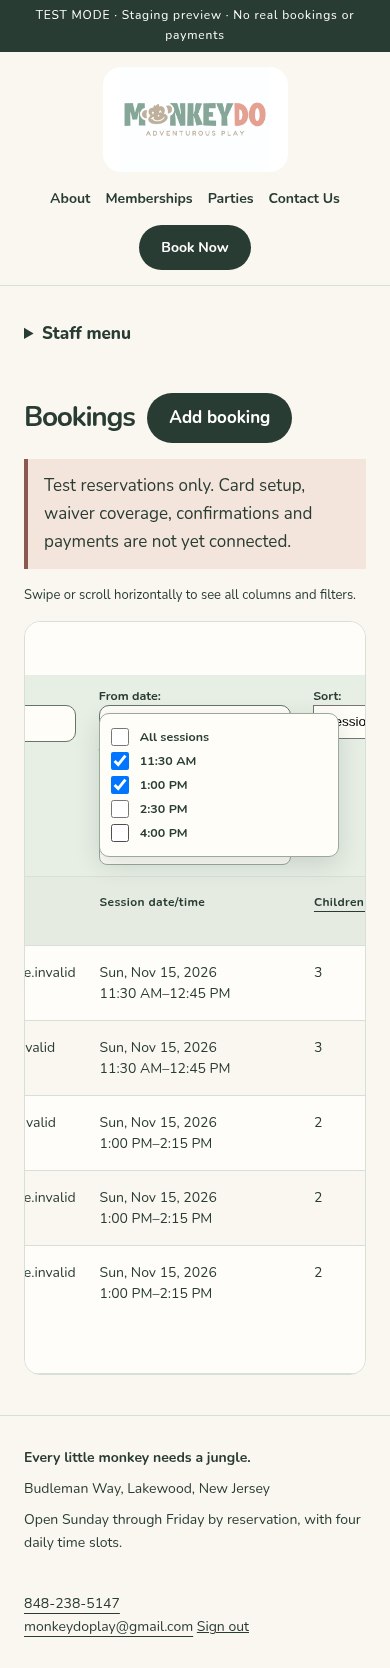 TEST MODE · Staging preview · No real bookings or
payments
MONKEYDO
ADVENTUROUS PLAY
About Memberships Parties Contact Us
Book Now
Staff menu
Bookings Add booking
Test reservations only. Card setup,
waiver coverage, confirmations and
payments are not yet connected.
Swipe or scroll horizontally to see all columns and filters.
From date: Sort:
essio
All sessions
11:30 AM
1:00 PM
2:30 PM
4:00 PM
Session date/time Children
e.invalid Sun, Nov 15, 2026 3
11:30 AM–12:45 PM
valid Sun, Nov 15, 2026 3
11:30 AM–12:45 PM
valid Sun, Nov 15, 2026 2
1:00 PM–2:15 PM
e.invalid Sun, Nov 15, 2026 2
1:00 PM–2:15 PM
e.invalid Sun, Nov 15, 2026 2
1:00 PM–2:15 PM
Every little monkey needs a jungle.
Budleman Way, Lakewood, New Jersey
Open Sunday through Friday by reservation, with four
daily time slots.
848-238-5147
monkeydoplay@gmail.com Sign out